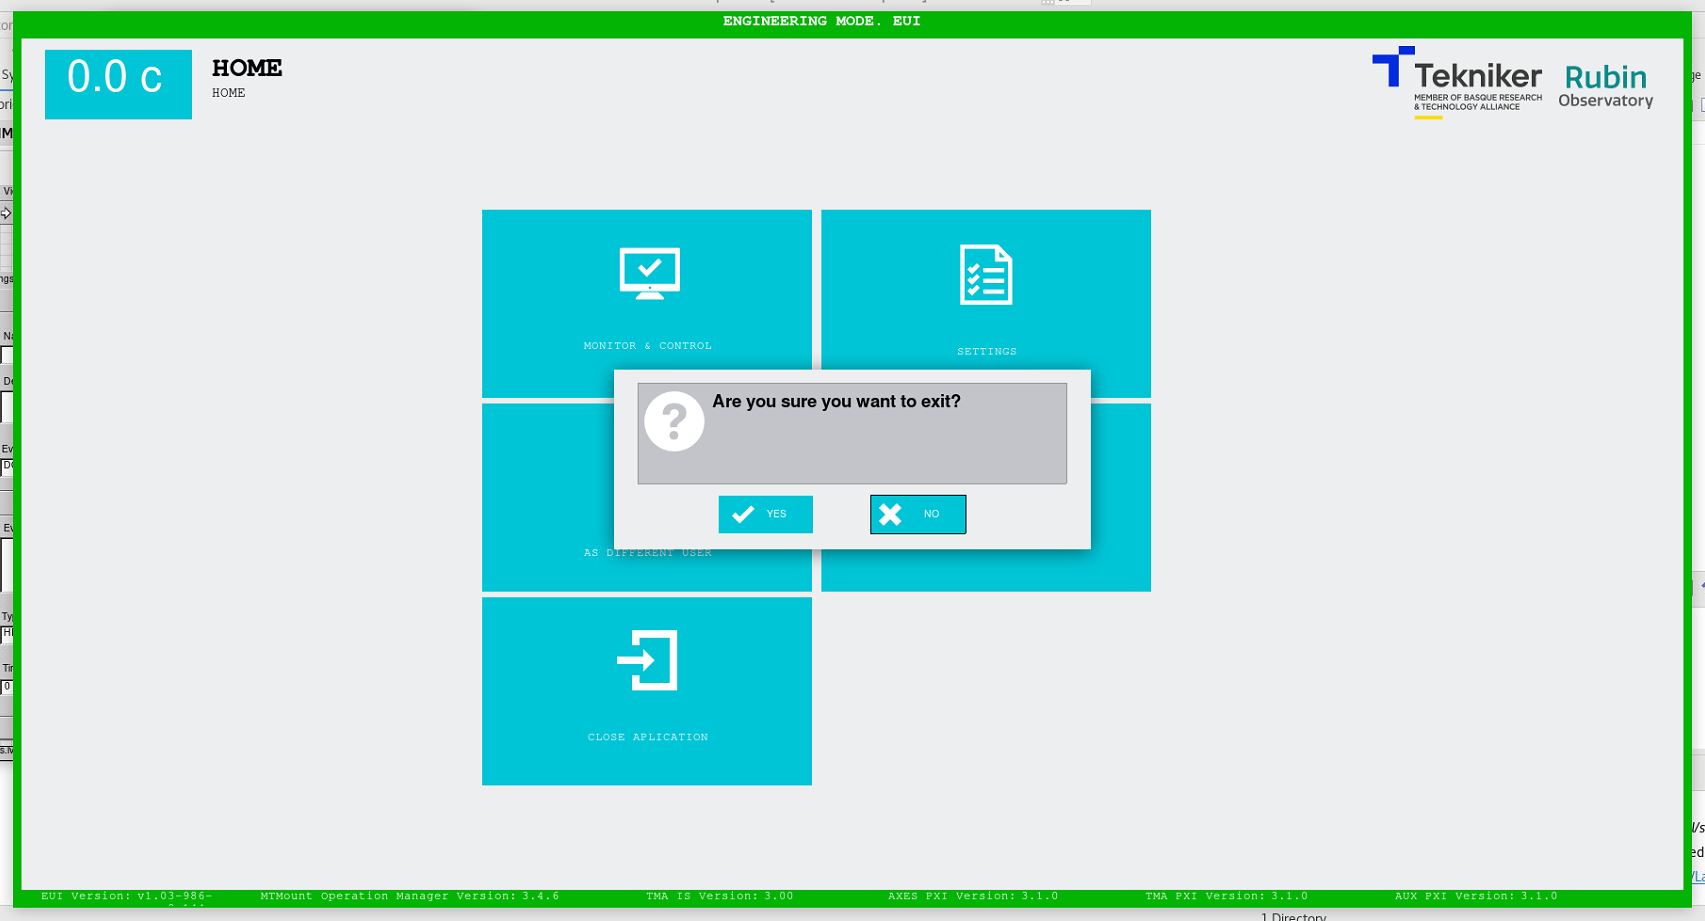 ENGINEERING MODE. EUI
0.0 c
HOME
HOME
Tekniker
MEMBER OF BASQUE RESEARCH
& TECHNOLOGY ALLIANCE
Rubin
Observatory
MONITOR & CONTROL
SETTINGS
Are you sure you want to exit?
YES
NO
AS DIFFERENT USER
CLOSE APLICATION
EUI Version: v1.03-986-
MTMount Operation Manager Version: 3.4.6
TMA IS Version: 3.00
AXES PXI Version: 3.1.0
TMA PXI Version: 3.1.0
AUX PXI Version: 3.1.0
1 Directory